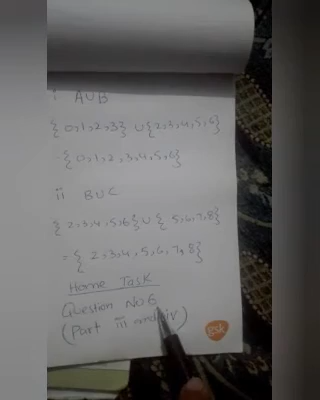 i AUB
{0,1,2,3} ∪ {2,3,4,5,6}
={0,1,2,3,4,5,6}
ii BUC
{2,3,4,5,6} ∪ {5,6,7,8}
={2,3,4,5,6,7,8}
Home Task
Question No 6
(Part iii and iv)
gsk